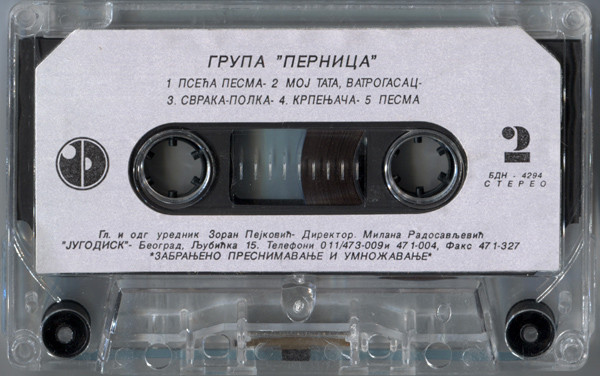 ГРУПА "ПЕРНИЦА"
1 ПСЕЋА ПЕСМА- 2 МОЈ ТАТА, ВАТРОГАСАЦ-
3. СВРАКА-ПОЛКА- 4. КРПЕЊАЧА- 5 ПЕСМА
2
БДН - 4294
СТЕРЕО
Гл. и одг уредник Зоран Пејковић- Директор. Милана Радосављевић
"ЈУГОДИСК"- Београд, Љубићка 15. Телефони 011/473-009и 471-004, Факс 471-327
*ЗАБРАЊЕНО ПРЕСНИМАВАЊЕ И УМНОЖАВАЊЕ*